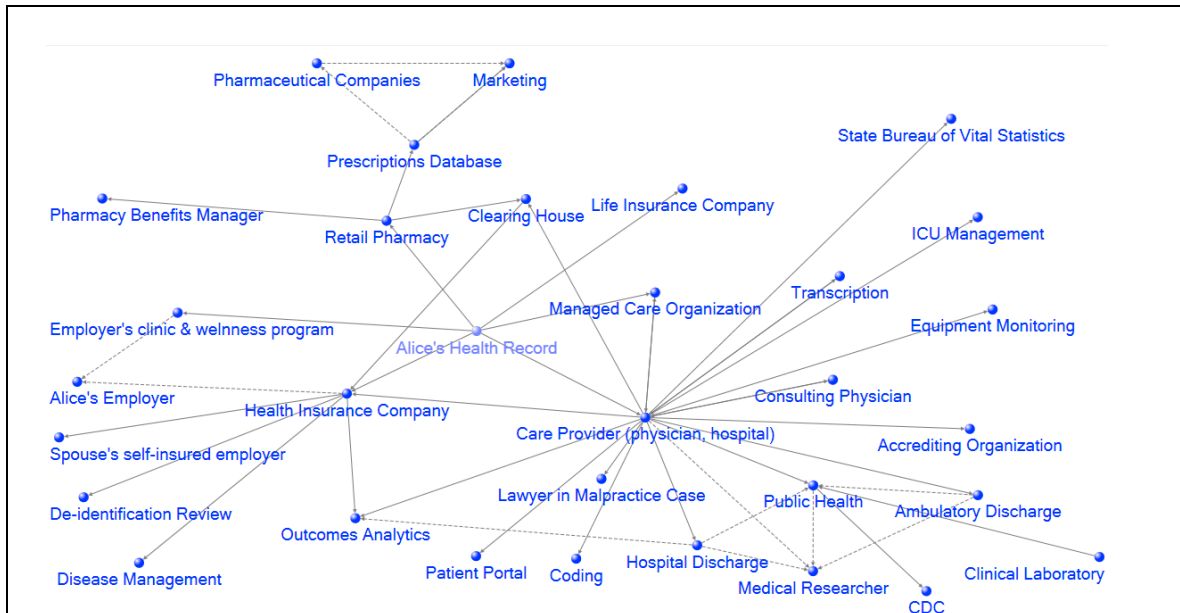 Pharmaceutical Companies
Marketing
State Bureau of Vital Statistics
Prescriptions Database
Pharmacy Benefits Manager
Clearing House
Life Insurance Company
Retail Pharmacy
ICU Management
Transcription
Managed Care Organization
Employer's clinic & welnness program
Equipment Monitoring
Alice's Health Record
Alice's Employer
Health Insurance Company
Consulting Physician
Care Provider (physician, hospital)
Accrediting Organization
Spouse's self-insured employer
Lawyer in Malpractice Case
Public Health
De-identification Review
Ambulatory Discharge
Outcomes Analytics
Hospital Discharge
Patient Portal
Coding
Disease Management
Medical Researcher
Clinical Laboratory
CDC